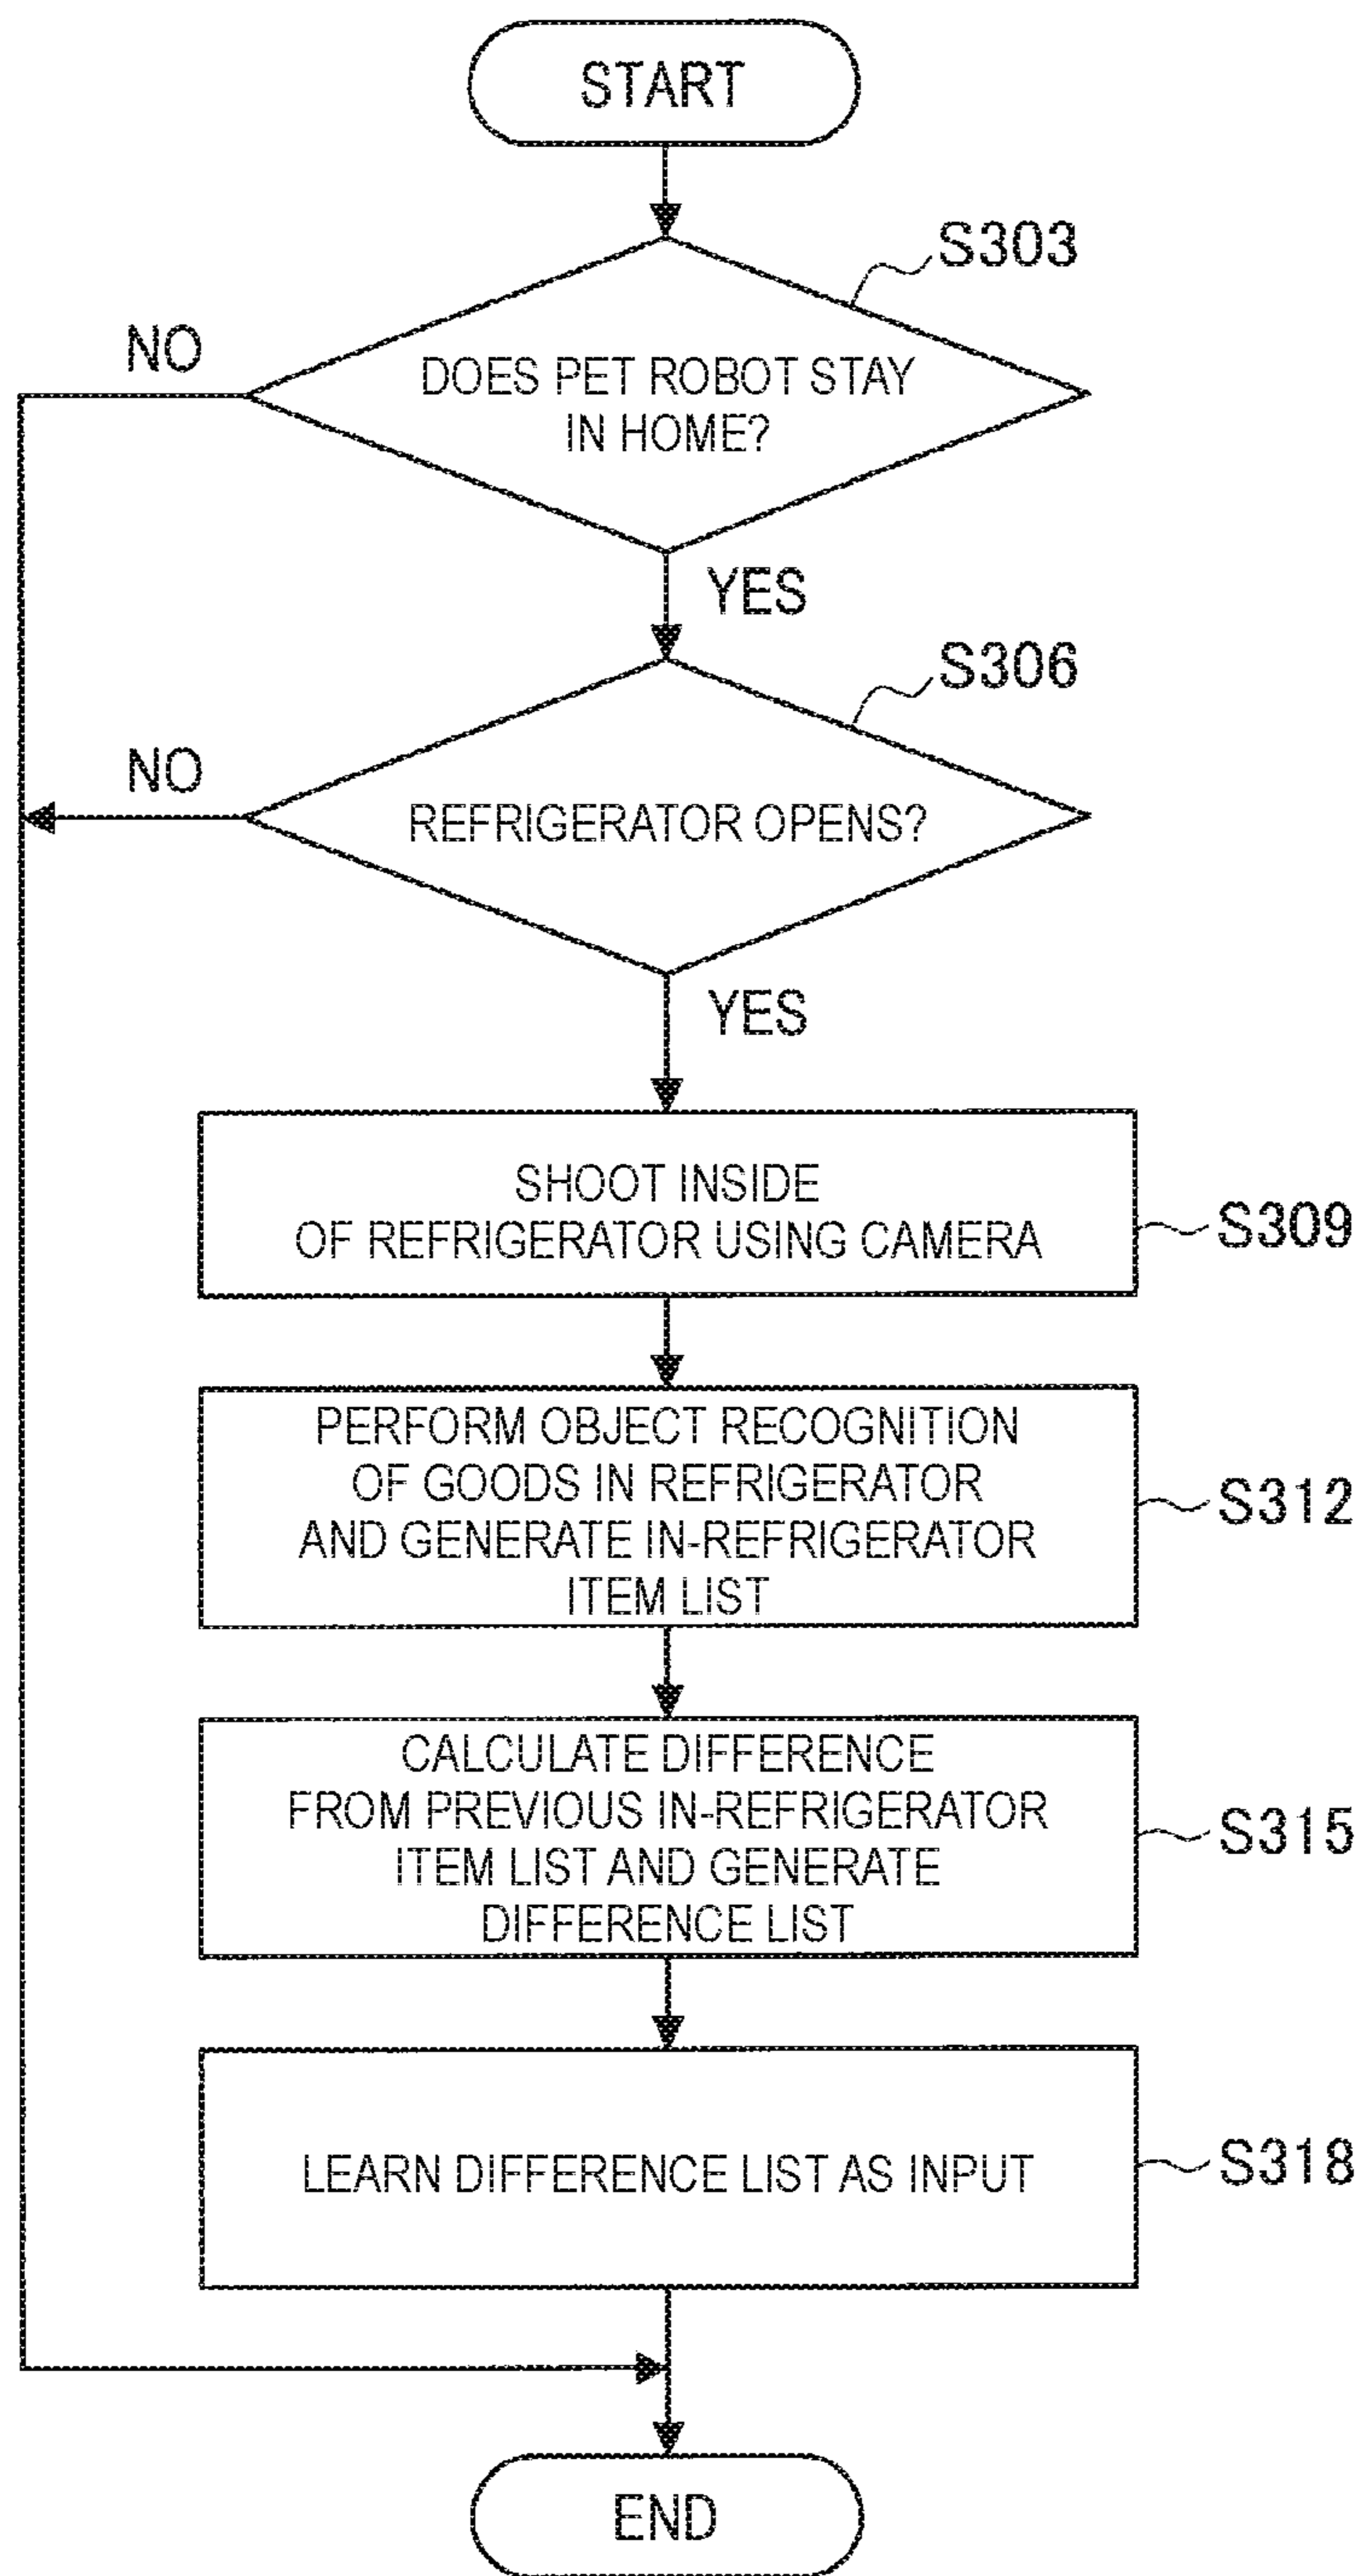 START
S303
NO
DOES PET ROBOT STAY
IN HOME?
YES
S306
NO
REFRIGERATOR OPENS?
YES
SHOOT INSIDE
OF REFRIGERATOR USING CAMERA
S309
PERFORM OBJECT RECOGNITION
OF GOODS IN REFRIGERATOR
AND GENERATE IN-REFRIGERATOR
ITEM LIST
S312
CALCULATE DIFFERENCE
FROM PREVIOUS IN-REFRIGERATOR
ITEM LIST AND GENERATE
DIFFERENCE LIST
S315
LEARN DIFFERENCE LIST AS INPUT
S318
END